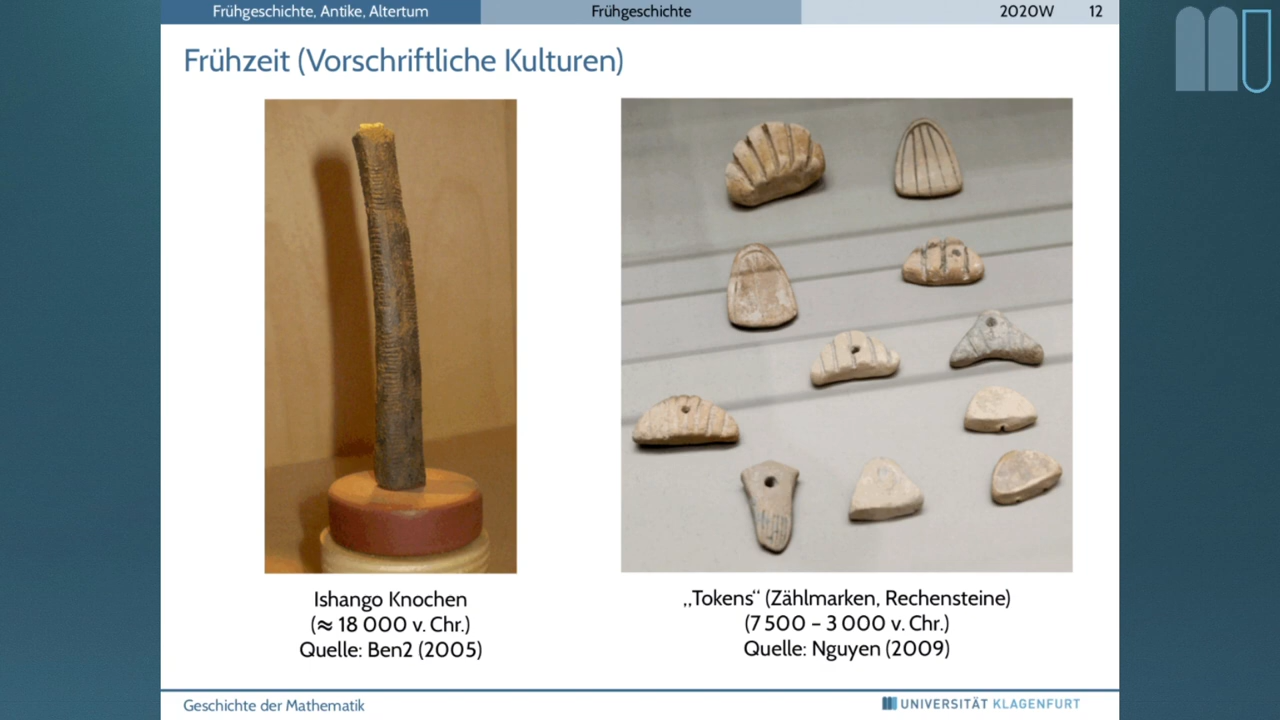 Frühgeschichte, Antike, Altertum
Frühgeschichte
2020W 12
Frühzeit (Vorschriftliche Kulturen)
Ishango Knochen
(≈ 18 000 v. Chr.)
Quelle: Ben2 (2005)
„Tokens“ (Zählmarken, Rechensteine)
(7 500 – 3 000 v. Chr.)
Quelle: Nguyen (2009)
Geschichte der Mathematik
UNIVERSITÄT KLAGENFURT